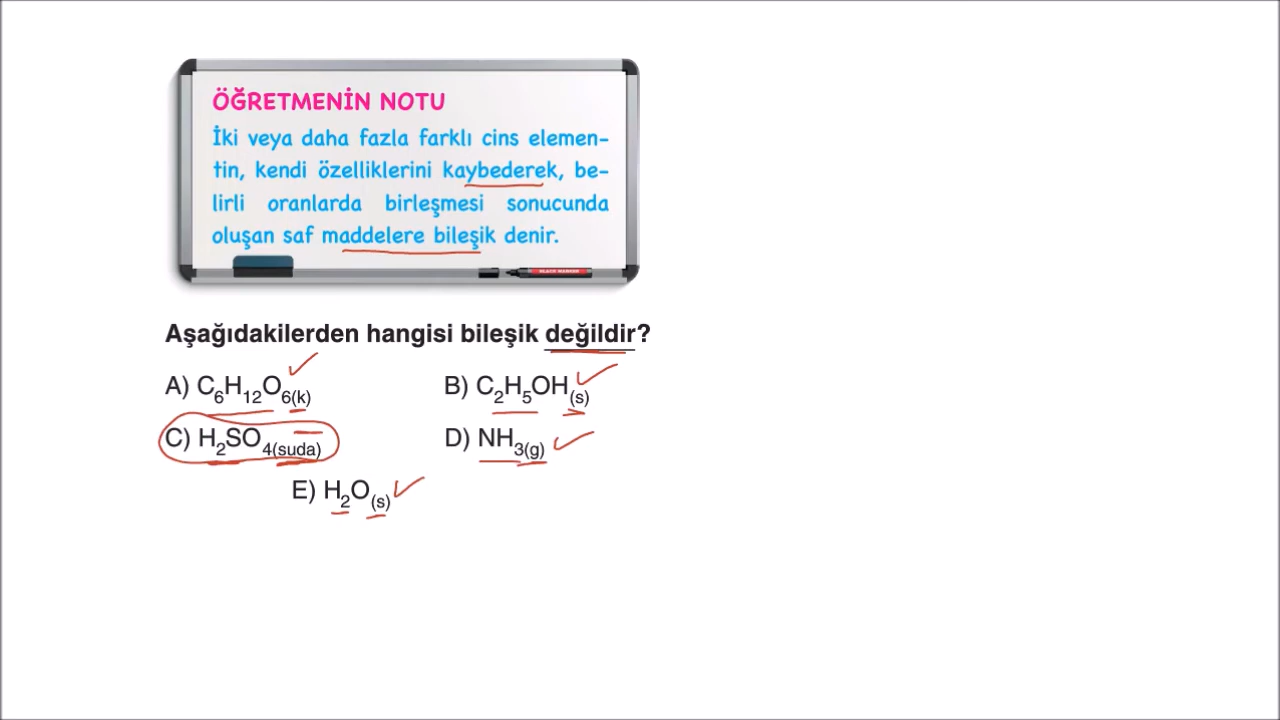 ÖĞRETMENİN NOTU
İki veya daha fazla farklı cins elemen-
tin, kendi özelliklerini kaybederek, be-
lirli oranlarda birleşmesi sonucunda
oluşan saf maddelere bileşik denir.
BLACK MARKER
Aşağıdakilerden hangisi bileşik değildir?
A) C₆H₁₂O₆₍ₖ₎ B) C₂H₅OH₍ₛ₎
C) H₂SO₄(suda) D) NH₃(g)
E) H₂O₍ₛ₎